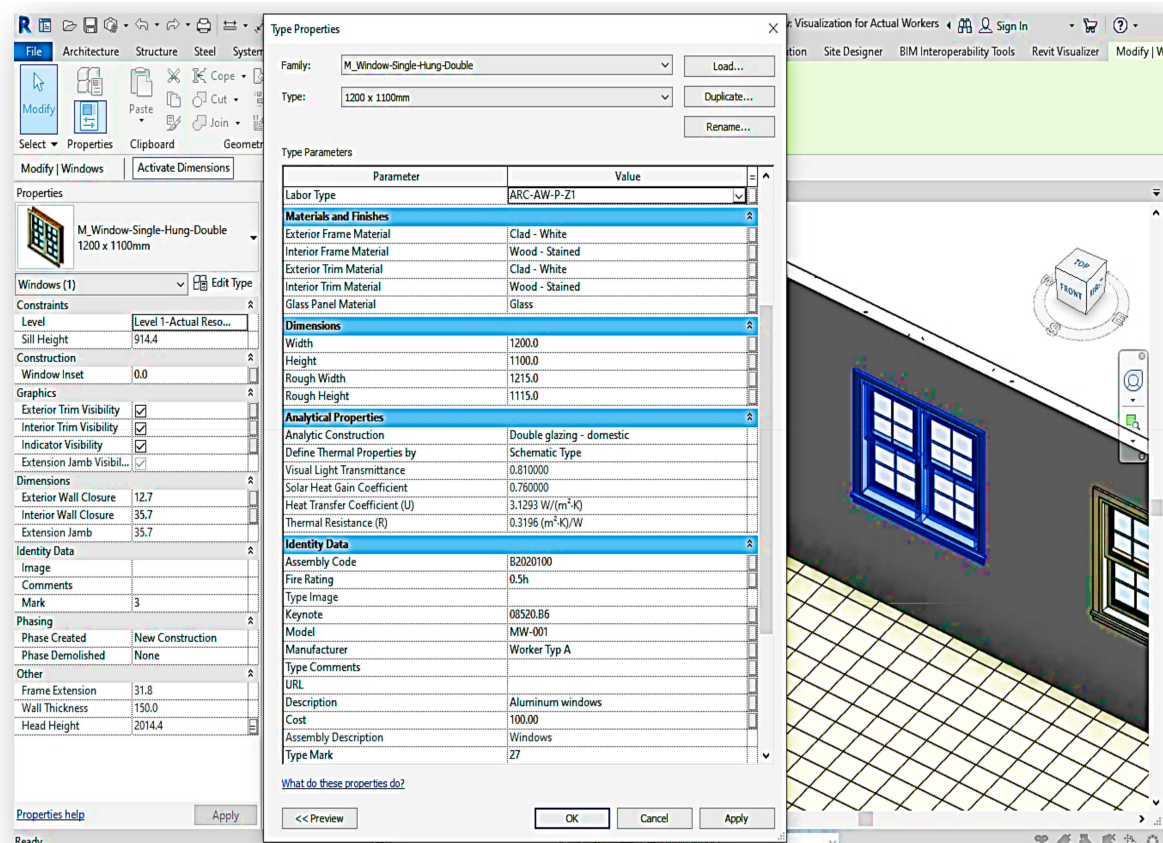 Type Properties
: Visualization for Actual Workers
Sign In
File Architecture Structure Steel System
ation Site Designer BIM Interoperability Tools Revit Visualizer Modify | W
Modify
Paste
Cope
Cut
Join
Select Properties Clipboard Geometr
Modify | Windows Activate Dimensions
Properties
M_Window-Single-Hung-Double
1200 x 1100mm
Windows (1) Edit Type
Constraints
Level Level 1-Actual Reso...
Sill Height 914.4
Construction
Window Inset 0.0
Graphics
Exterior Trim Visibility
Interior Trim Visibility
Indicator Visibility
Extension Jamb Visibil...
Dimensions
Exterior Wall Closure 12.7
Interior Wall Closure 35.7
Extension Jamb 35.7
Identity Data
Image
Comments
Mark 3
Phasing
Phase Created New Construction
Phase Demolished None
Other
Frame Extension 31.8
Wall Thickness 150.0
Head Height 2014.4
Properties help Apply
Ready
Family: M_Window-Single-Hung-Double Load...
Type: 1200 x 1100mm Duplicate...
Rename...
Type Parameters
Parameter Value =
Labor Type ARC-AW-P-Z1
Materials and Finishes
Exterior Frame Material Clad - White
Interior Frame Material Wood - Stained
Exterior Trim Material Clad - White
Interior Trim Material Wood - Stained
Glass Panel Material Glass
Dimensions
Width 1200.0
Height 1100.0
Rough Width 1215.0
Rough Height 1115.0
Analytical Properties
Analytic Construction Double glazing - domestic
Define Thermal Properties by Schematic Type
Visual Light Transmittance 0.810000
Solar Heat Gain Coefficient 0.760000
Heat Transfer Coefficient (U) 3.1293 W/(m²·K)
Thermal Resistance (R) 0.3196 (m²·K)/W
Identity Data
Assembly Code B2020100
Fire Rating 0.5h
Type Image
Keynote 08520.B6
Model MW-001
Manufacturer Worker Typ A
Type Comments
URL
Description Aluminum windows
Cost 100.00
Assembly Description Windows
Type Mark 27
What do these properties do?
<< Preview OK Cancel Apply
TOP
FRONT